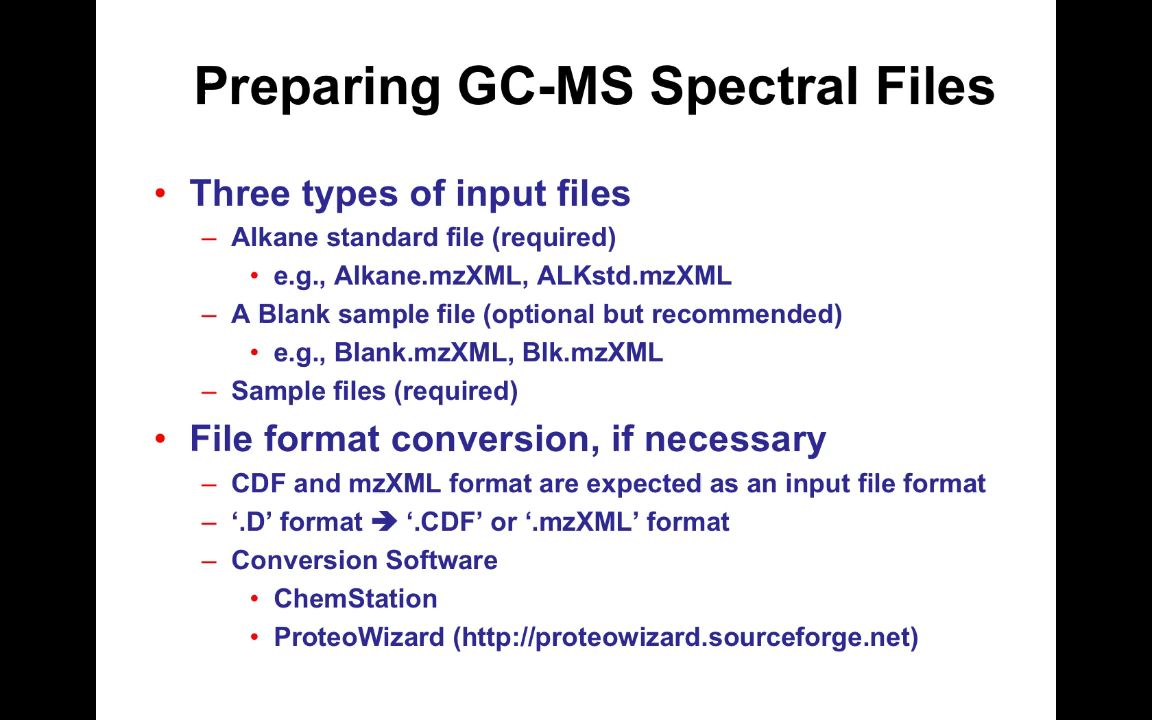 Preparing GC-MS Spectral Files
• Three types of input files
– Alkane standard file (required)
• e.g., Alkane.mzXML, ALKstd.mzXML
– A Blank sample file (optional but recommended)
• e.g., Blank.mzXML, Blk.mzXML
– Sample files (required)
• File format conversion, if necessary
– CDF and mzXML format are expected as an input file format
– ‘.D’ format ➔ ‘.CDF’ or ‘.mzXML’ format
– Conversion Software
• ChemStation
• ProteoWizard (http://proteowizard.sourceforge.net)